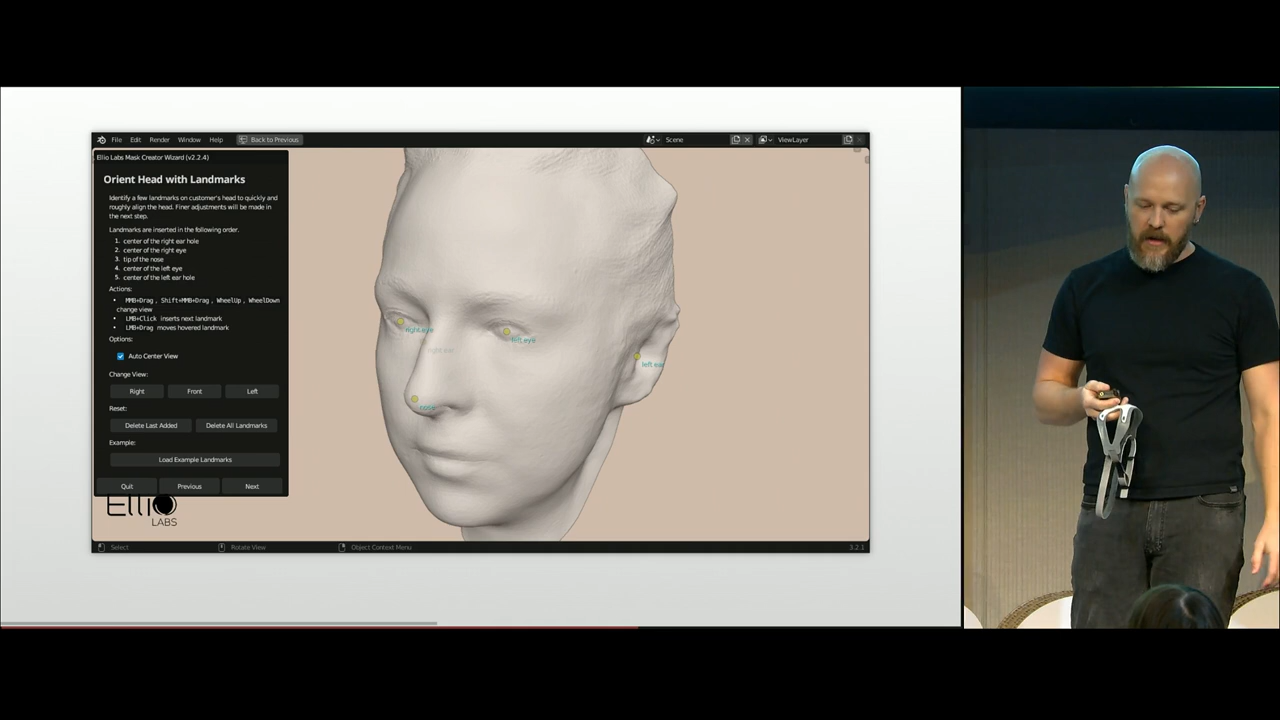 File Edit Render Window Help Back to Previous Scene ViewLayer
Ellio Labs Mask Creator Wizard (v2.2.4)
Orient Head with Landmarks
Identify a few landmarks on customer's head to quickly and
roughly align the head. Finer adjustments will be made in
the next step.
Landmarks are inserted in the following order.
1. center of the right ear hole
2. center of the right eye
3. tip of the nose
4. center of the left eye
5. center of the left ear hole
Actions:
• MMB+Drag , Shift+MMB+Drag , WheelUp , WheelDown
change view
• LMB+Click inserts next landmark
• LMB+Drag moves hovered landmark
Options:
Auto Center View
Change View:
Right Front Left
Reset:
Delete Last Added Delete All Landmarks
Example:
Load Example Landmarks
Quit Previous Next
right eye
left eye
right ear
left ear
nose
Ellio
LABS
Select Rotate View Object Context Menu 3.2.1